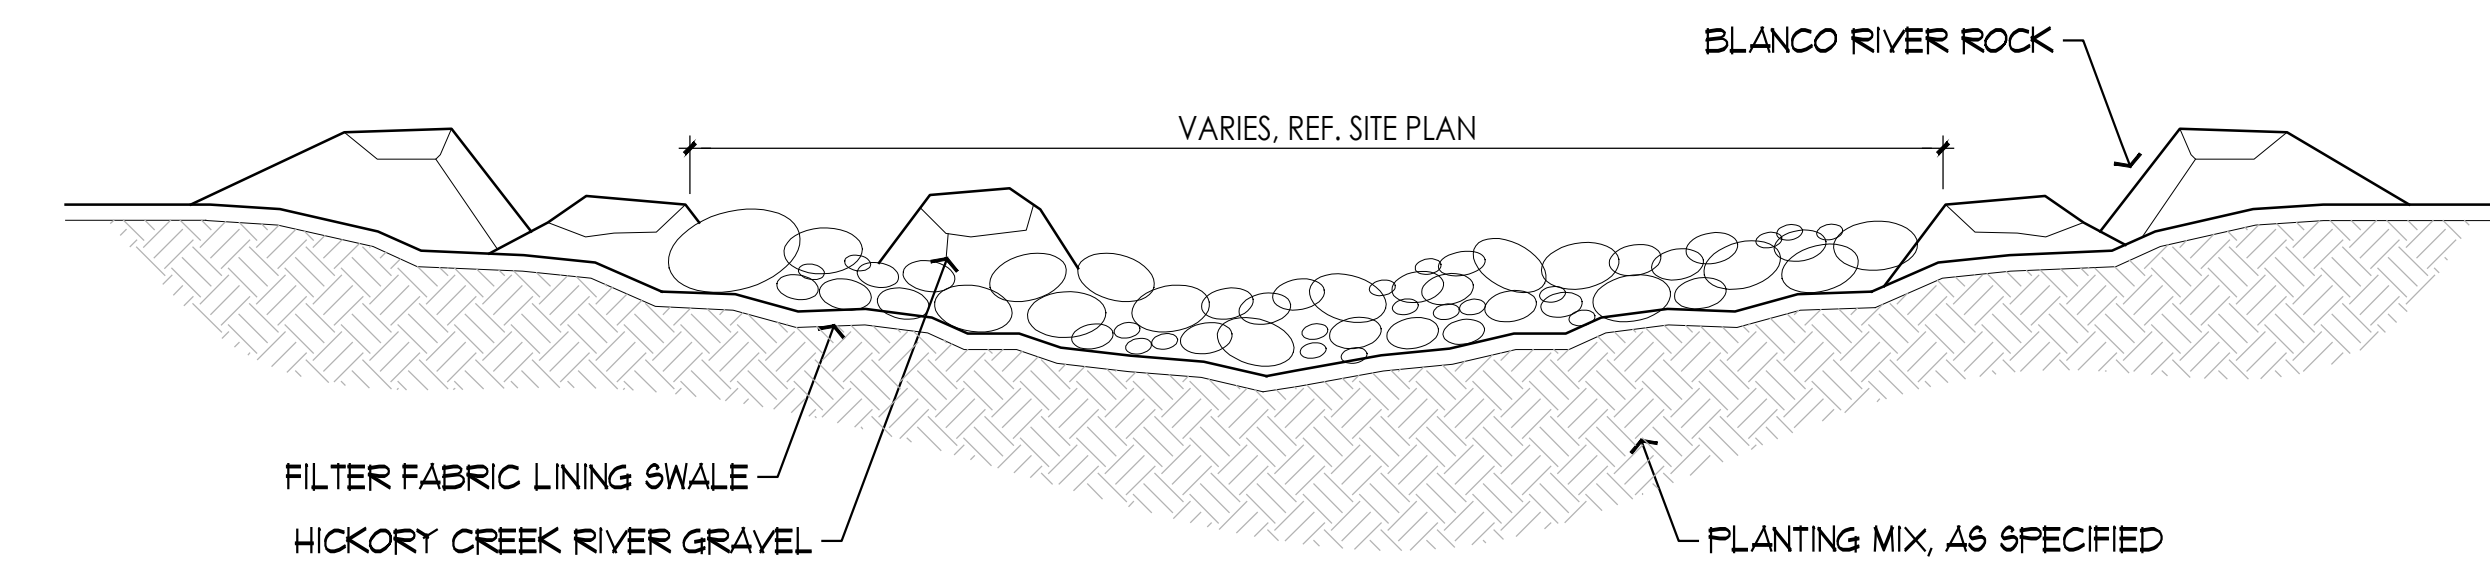 BLANCO RIVER ROCK
VARIES, REF. SITE PLAN
FILTER FABRIC LINING SWALE
HICKORY CREEK RIVER GRAVEL
PLANTING MIX, AS SPECIFIED